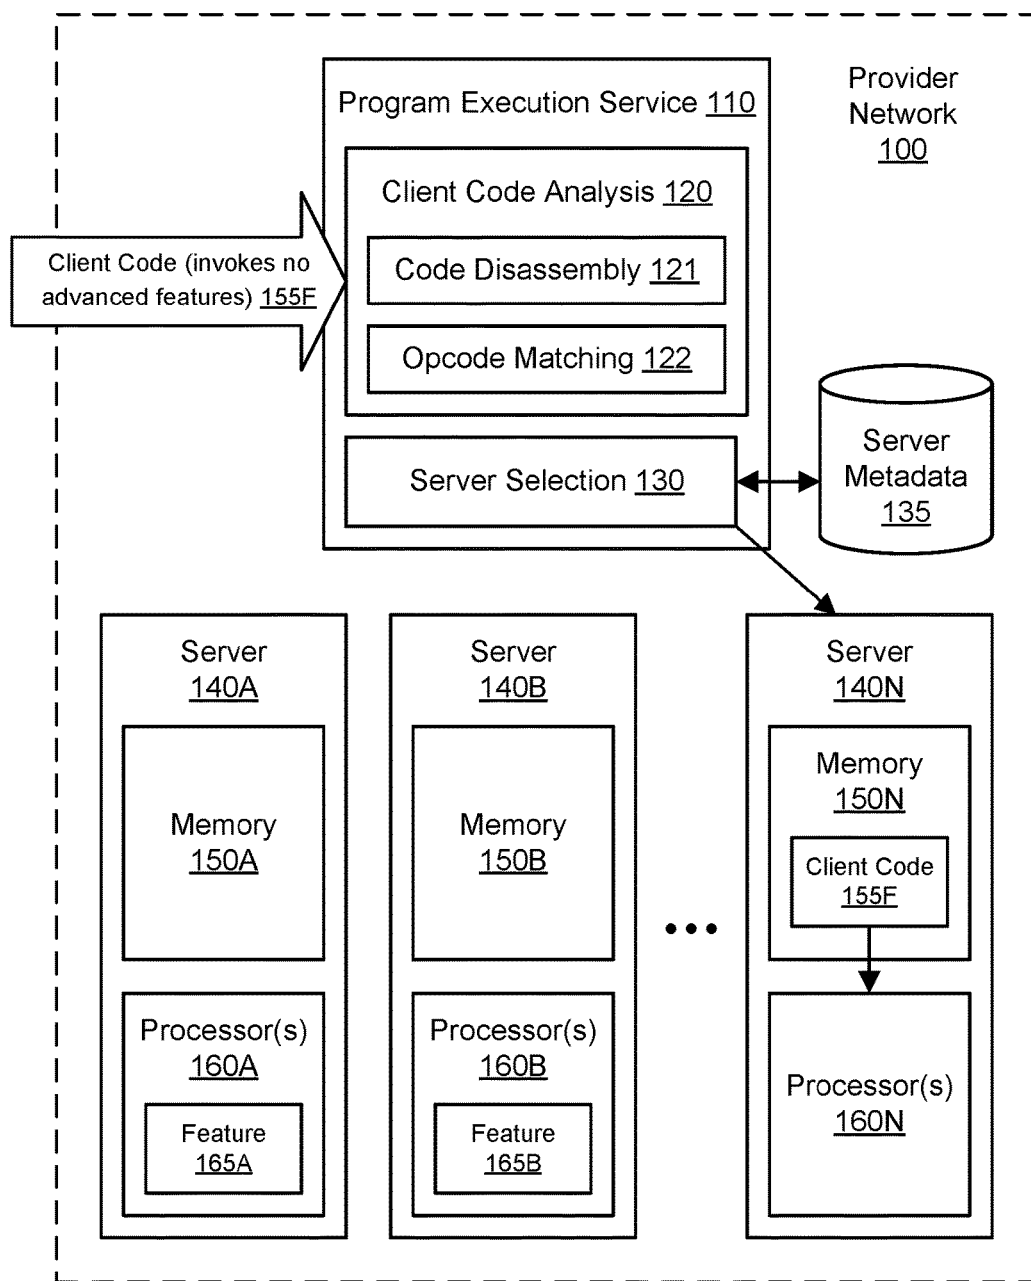 Provider
Network
100
Program Execution Service 110
Client Code Analysis 120
Client Code (invokes no
advanced features) 155F
Code Disassembly 121
Opcode Matching 122
Server Selection 130
Server
Metadata
135
Server
140A
Memory
150A
Processor(s)
160A
Feature
165A
Server
140B
Memory
150B
Processor(s)
160B
Feature
165B
Server
140N
Memory
150N
Client Code
155F
Processor(s)
160N